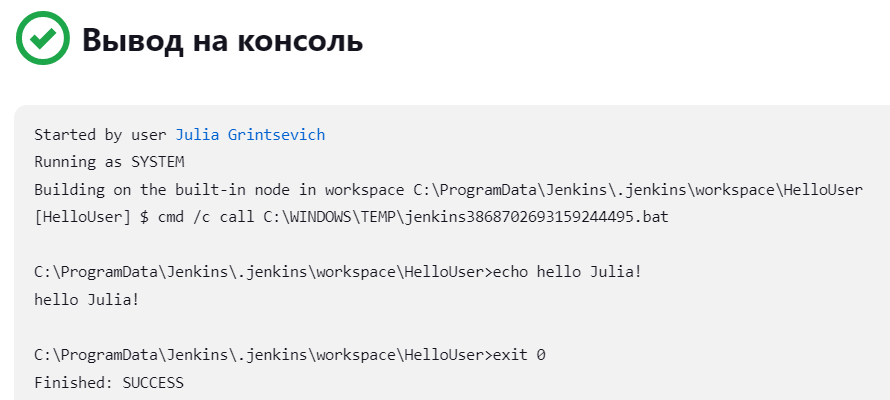 Вывод на консоль
Started by user Julia Grintsevich
Running as SYSTEM
Building on the built-in node in workspace C:\ProgramData\Jenkins\.jenkins\workspace\HelloUser
[HelloUser] $ cmd /c call C:\WINDOWS\TEMP\jenkins3868702693159244495.bat
C:\ProgramData\Jenkins\.jenkins\workspace\HelloUser>echo hello Julia!
hello Julia!
C:\ProgramData\Jenkins\.jenkins\workspace\HelloUser>exit 0
Finished: SUCCESS